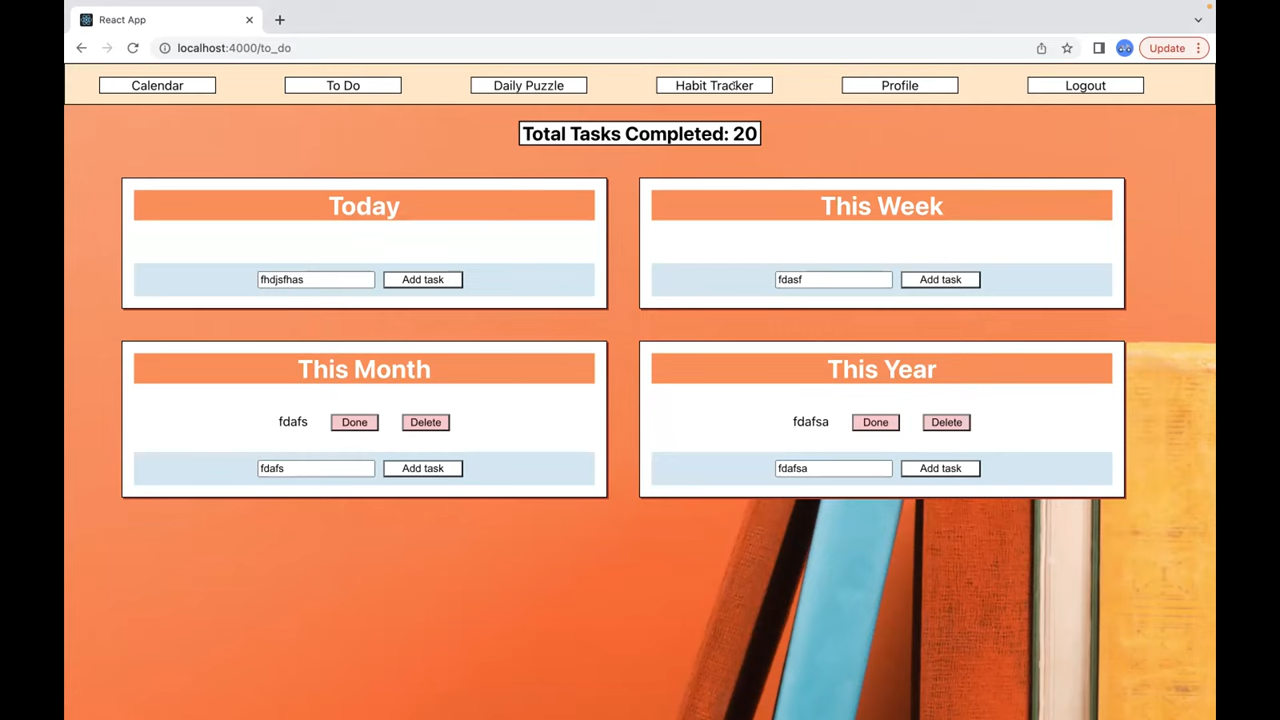 React App
localhost:4000/to_do
Update
Calendar
To Do
Daily Puzzle
Habit Tracker
Profile
Logout
Total Tasks Completed: 20
Today
fhdjsfhas
Add task
This Week
fdasf
Add task
This Month
fdafs
Done
Delete
fdafs
Add task
This Year
fdafsa
Done
Delete
fdafsa
Add task